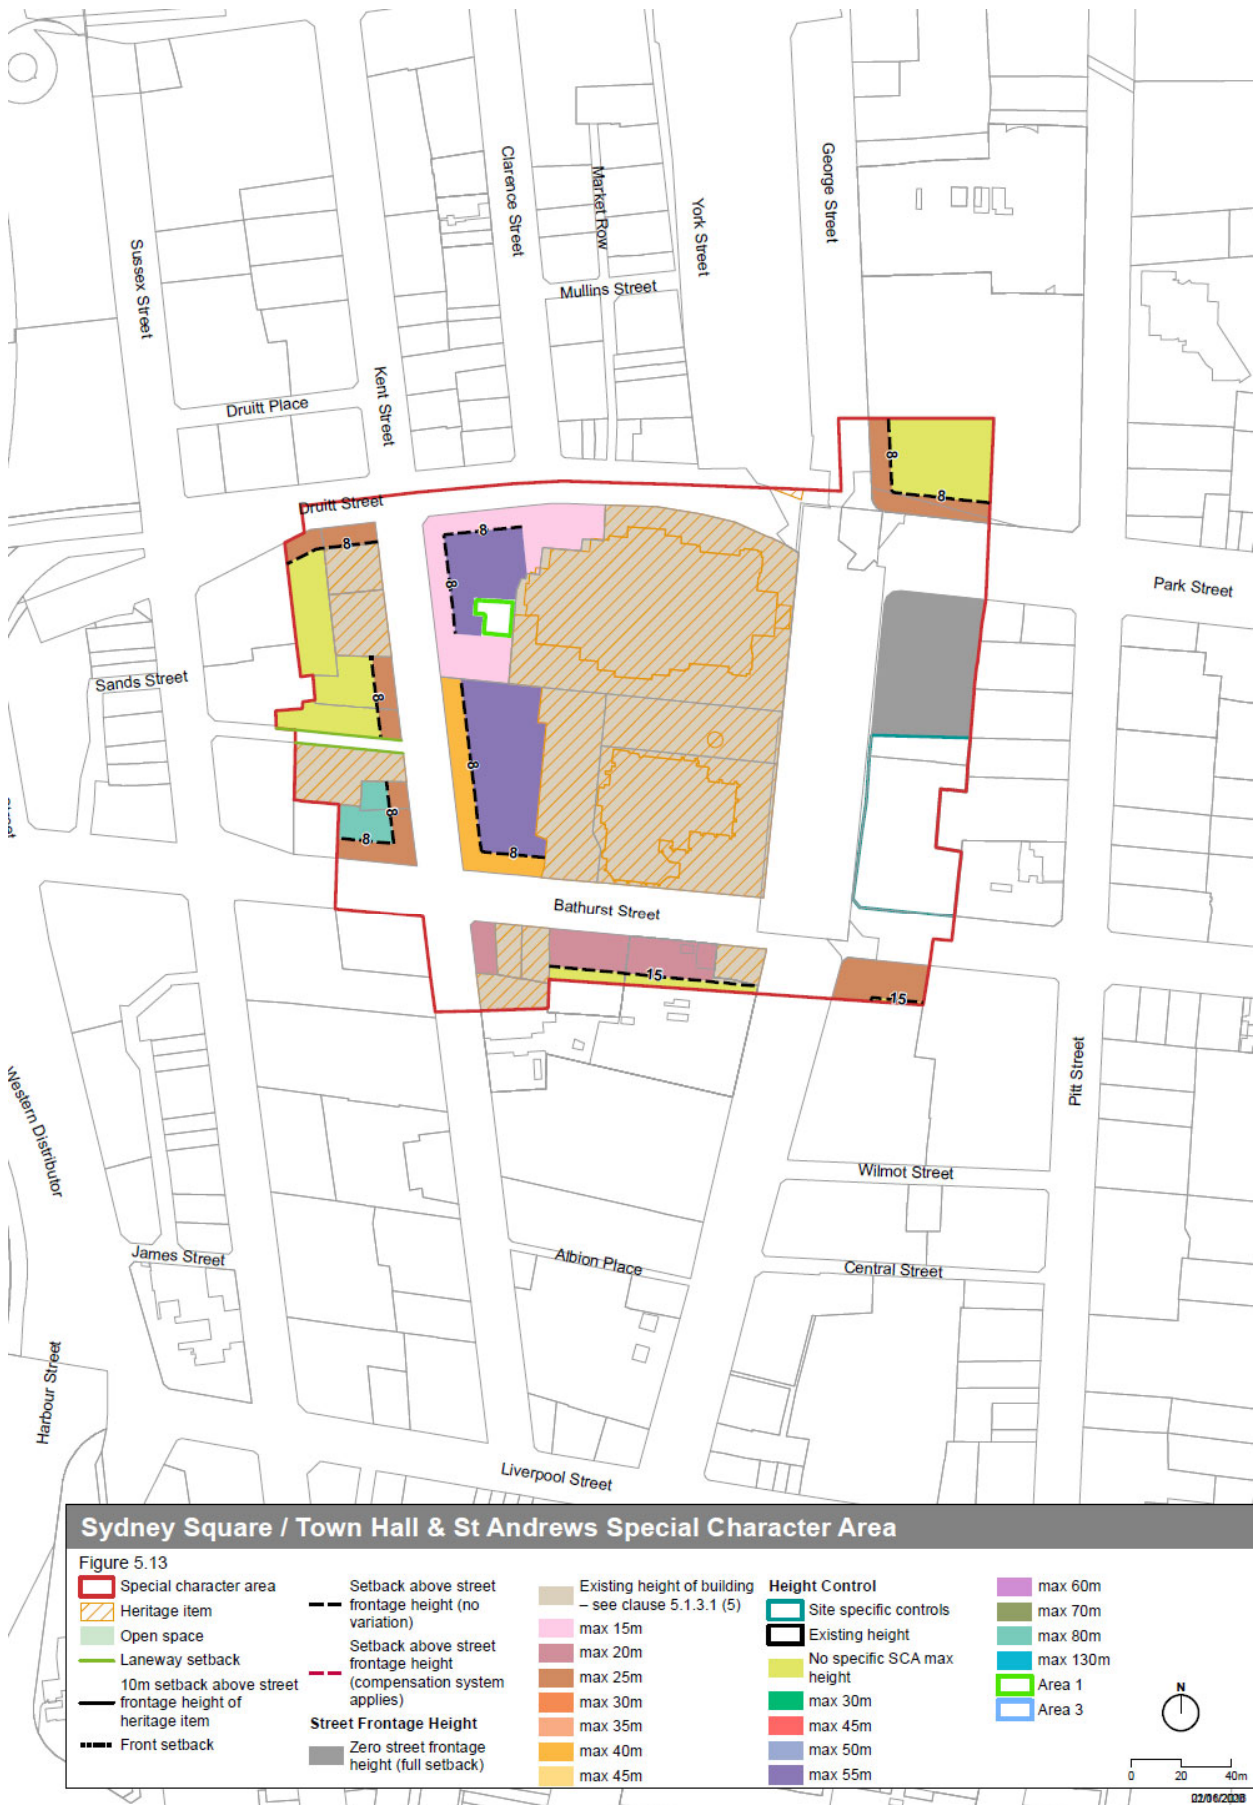 Clarence Street
Market Row
York Street
George Street
Sussex Street
Mullins Street
Kent Street
Druitt Place
Druitt Street
8
8
8
8
8
Park Street
Sands Street
8
8
8
8
8
Bathurst Street
15
15
Pitt Street
Western Distributor
Wilmot Street
James Street
Albion Place
Central Street
Harbour Street
Liverpool Street
Sydney Square / Town Hall & St Andrews Special Character Area
Figure 5.13
Special character area
Heritage item
Open space
Laneway setback
10m setback above street
frontage height of
heritage item
Front setback
Setback above street
frontage height (no
variation)
Setback above street
frontage height
(compensation system
applies)
Street Frontage Height
Zero street frontage
height (full setback)
Existing height of building
– see clause 5.1.3.1 (5)
max 15m
max 20m
max 25m
max 30m
max 35m
max 40m
max 45m
Height Control
Site specific controls
Existing height
No specific SCA max
height
max 30m
max 45m
max 50m
max 55m
max 60m
max 70m
max 80m
max 130m
Area 1
Area 3
N
0 20 40m